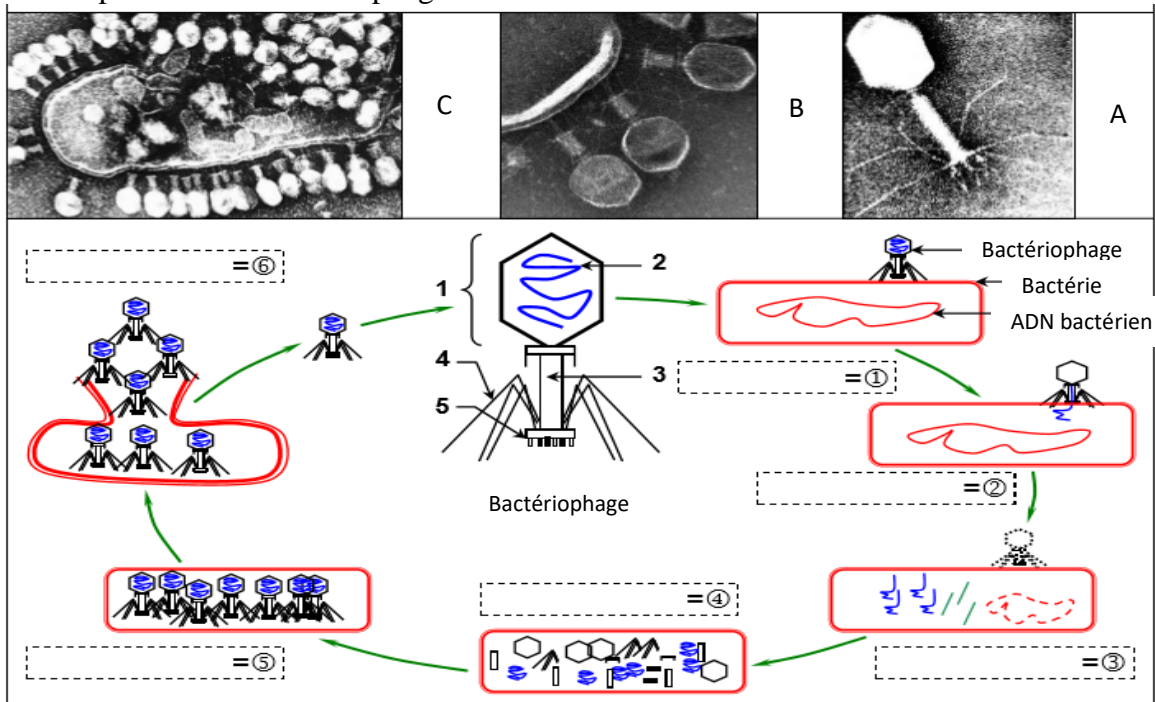 C
B
A
=⑥
1
2
Bactériophage
Bactérie
ADN bactérien
4
3
=①
5
=②
Bactériophage
=④
=⑤
=③